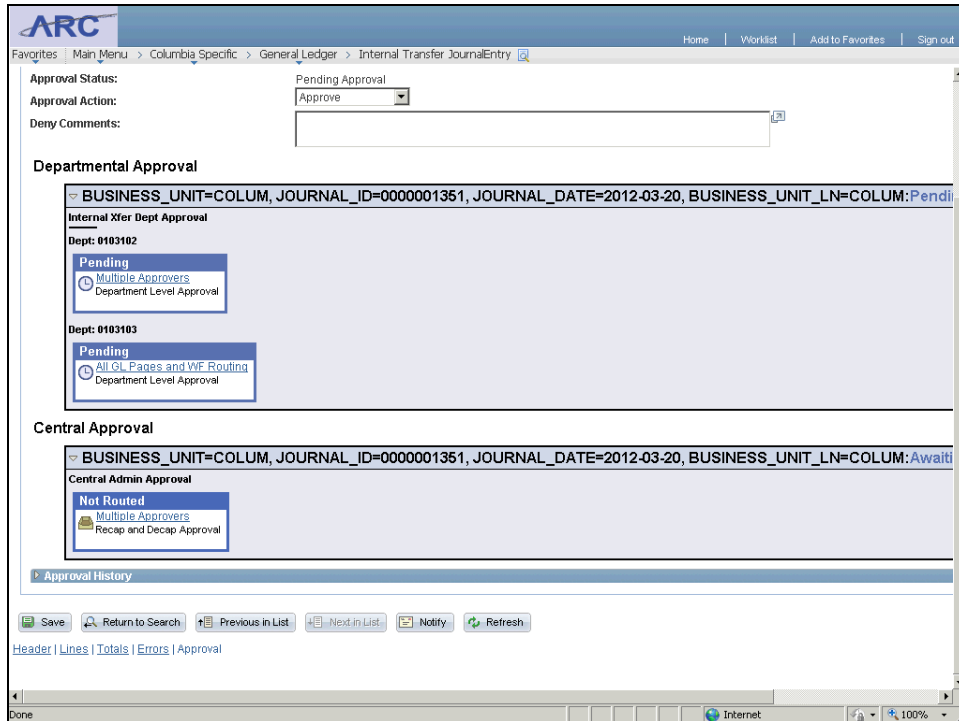 ARC
Home | Worklist | Add to Favorites | Sign out
Favorites | Main Menu > Columbia Specific > General Ledger > Internal Transfer JournalEntry
Approval Status: Pending Approval
Approval Action: Approve
Deny Comments:
Departmental Approval
BUSINESS_UNIT=COLUM, JOURNAL_ID=0000001351, JOURNAL_DATE=2012-03-20, BUSINESS_UNIT_LN=COLUM:Pendi
Internal Xfer Dept Approval
Dept: 0103102
Pending
Multiple Approvers
Department Level Approval
Dept: 0103103
Pending
All GL Pages and WF Routing
Department Level Approval
Central Approval
BUSINESS_UNIT=COLUM, JOURNAL_ID=0000001351, JOURNAL_DATE=2012-03-20, BUSINESS_UNIT_LN=COLUM:Awaiti
Central Admin Approval
Not Routed
Multiple Approvers
Recap and Decap Approval
Approval History
Save Return to Search Previous in List Next in List Notify Refresh
Header | Lines | Totals | Errors | Approval
Done Internet 100%